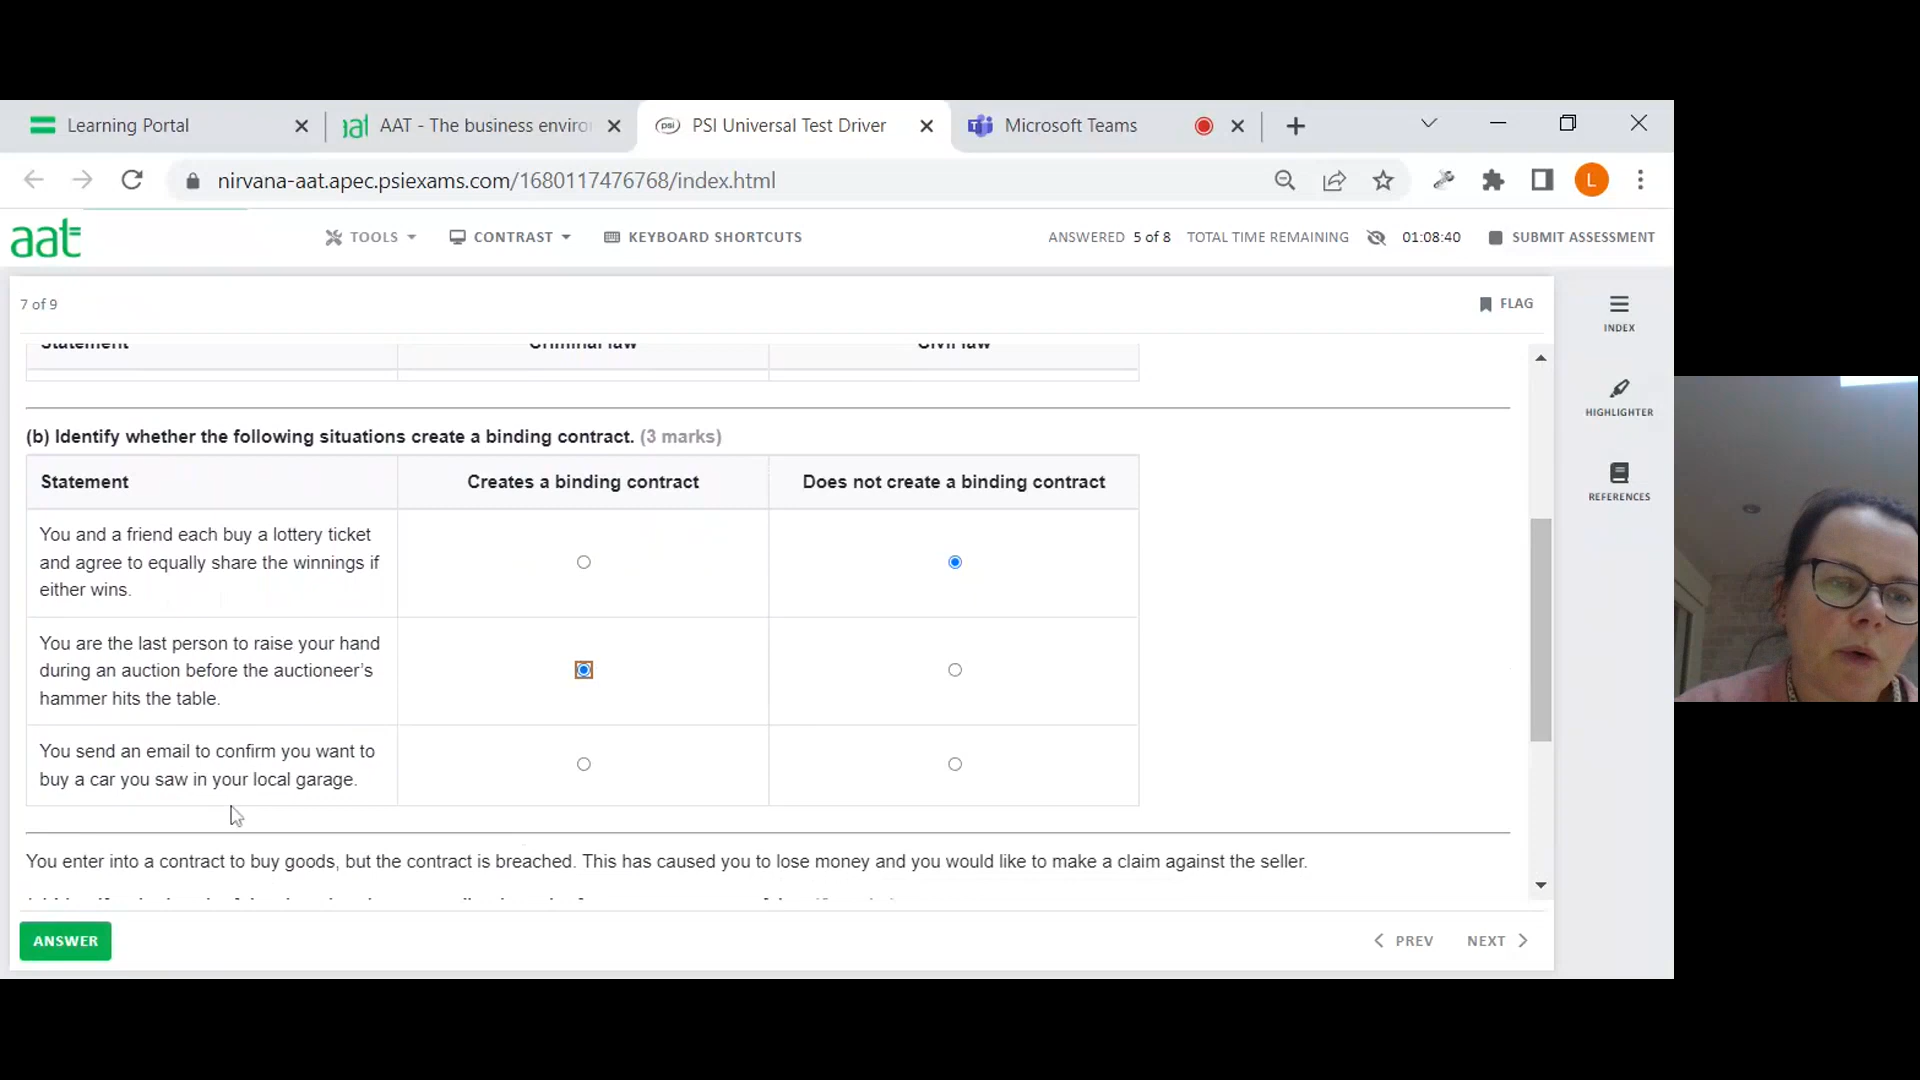 Learning Portal
AAT - The business enviro
psi PSI Universal Test Driver
Microsoft Teams
nirvana-aat.apec.psiexams.com/1680117476768/index.html
L
aat
TOOLS
CONTRAST
KEYBOARD SHORTCUTS
ANSWERED 5 of 8
TOTAL TIME REMAINING 01:08:40
SUBMIT ASSESSMENT
7 of 9
FLAG
INDEX
HIGHLIGHTER
REFERENCES
Statement Criminal law Civil law
(b) Identify whether the following situations create a binding contract. (3 marks)
Statement Creates a binding contract Does not create a binding contract
You and a friend each buy a lottery ticket
and agree to equally share the winnings if
either wins.
You are the last person to raise your hand
during an auction before the auctioneer's
hammer hits the table.
You send an email to confirm you want to
buy a car you saw in your local garage.
You enter into a contract to buy goods, but the contract is breached. This has caused you to lose money and you would like to make a claim against the seller.
ANSWER
PREV
NEXT